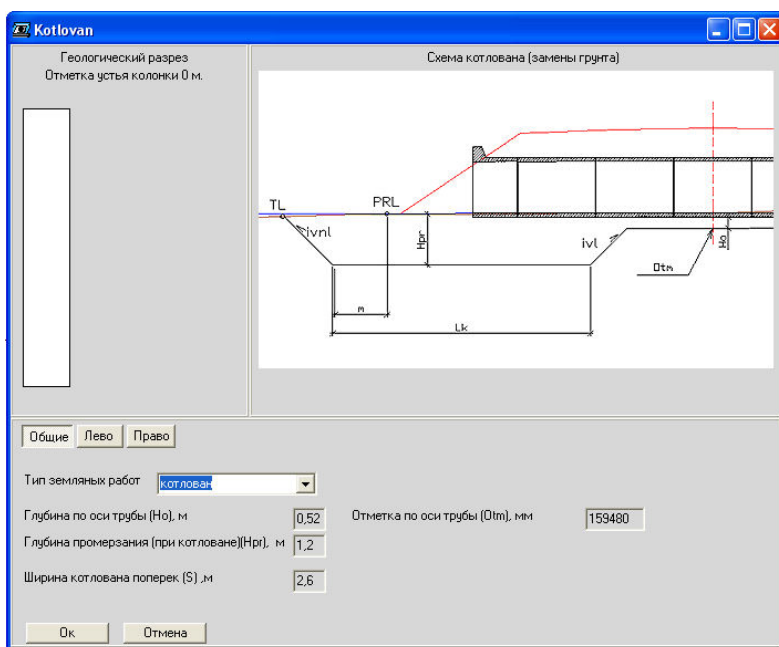 Kotlovan
Геологический разрез
Отметка устья колонки 0 м.
Схема котлована (замены грунта)
TL
PRL
ivnl
Hpr
ivl
Ho
Otm
m
Lk
Общие Лево Право
Тип земляных работ котлован
Глубина по оси трубы (Ho), м 0,52 Отметка по оси трубы (Otm), мм 159480
Глубина промерзания (при котловане)(Hpr), м 1,2
Ширина котлована поперек (S) ,м 2,6
Ок Отмена